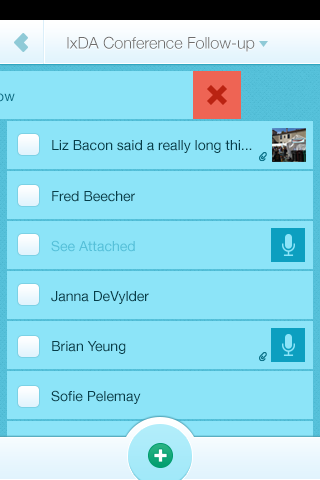 IxDA Conference Follow-up
ow
Liz Bacon said a really long thi...
Fred Beecher
See Attached
Janna DeVylder
Brian Yeung
Sofie Pelemay